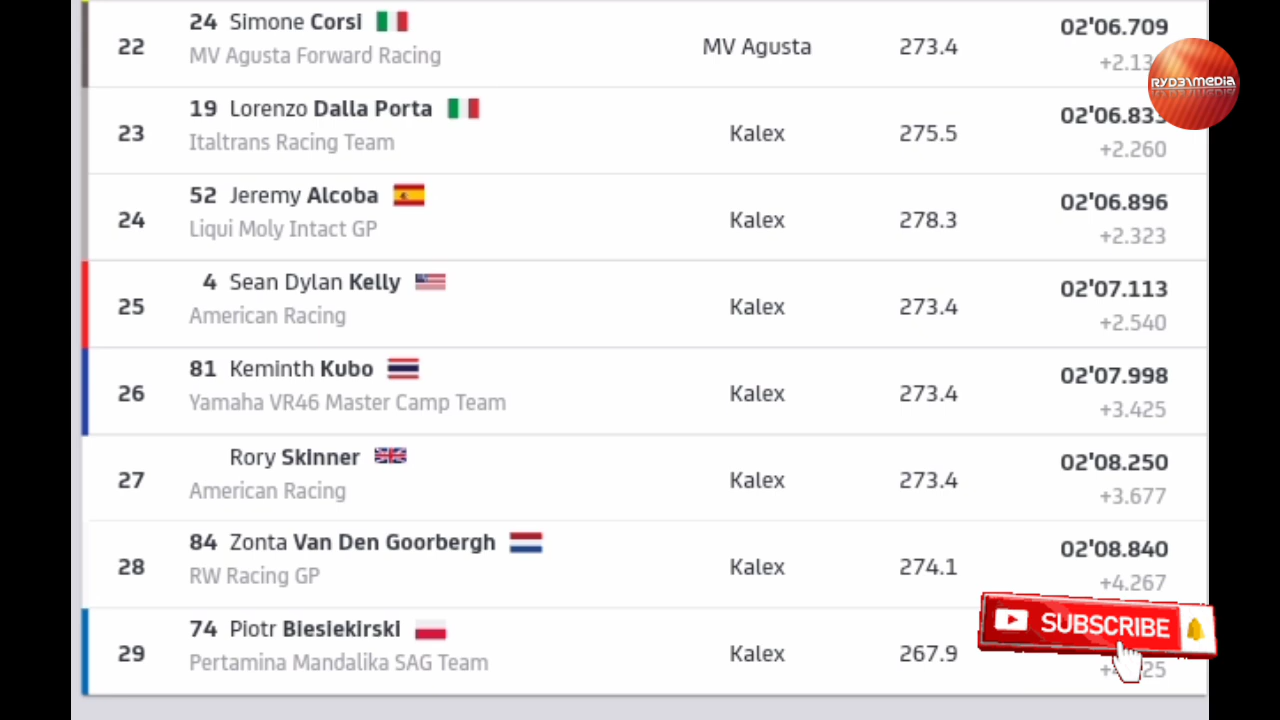 22 24 Simone Corsi MV Agusta 273.4 02'06.709
MV Agusta Forward Racing
23 19 Lorenzo Dalla Porta Kalex 275.5
Italtrans Racing Team +2.260
24 52 Jeremy Alcoba Kalex 278.3 02'06.896
Liqui Moly Intact GP +2.323
25 4 Sean Dylan Kelly Kalex 273.4 02'07.113
American Racing +2.540
26 81 Keminth Kubo Kalex 273.4 02'07.998
Yamaha VR46 Master Camp Team +3.425
27 Rory Skinner Kalex 273.4 02'08.250
American Racing +3.677
28 84 Zonta Van Den Goorbergh Kalex 274.1 02'08.840
RW Racing GP +4.267
29 74 Piotr Biesiekirski Kalex 267.9
Pertamina Mandalika SAG Team
SUBSCRIBE